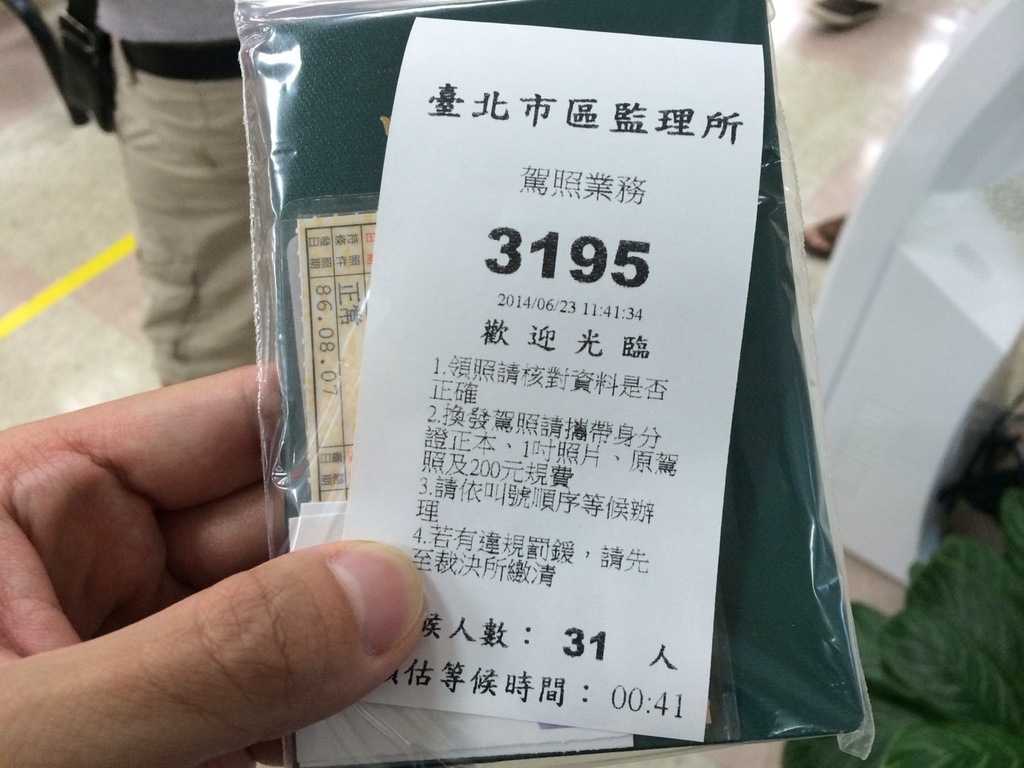 臺北市區監理所
駕照業務
3195
2014/06/23 11:41:34
歡迎光臨
1.領照請核對資料是否
正確
2.換發駕照請攜帶身分
證正本、1吋照片、原駕
照及200元規費
3.請依叫號順序等候辦
理
4.若有違規罰鍰，請先
至裁決所繳清
候人數：31 人
估等候時間：00:41
正常
86.08.07